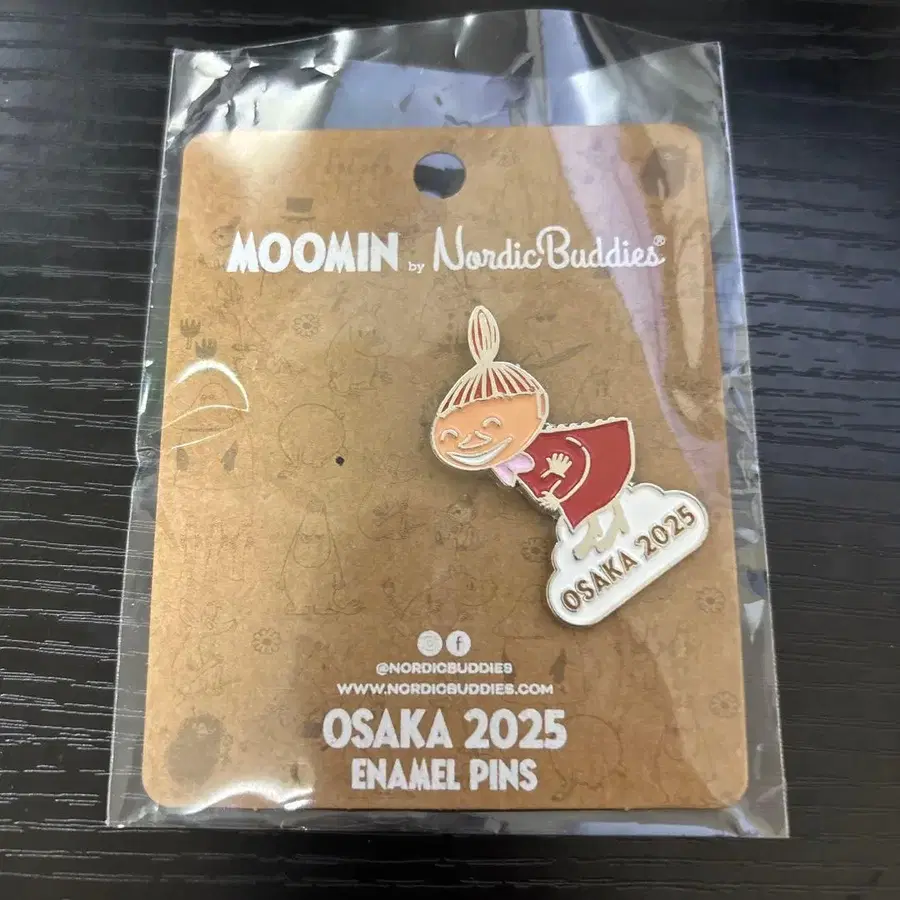 MOOMIN by NordicBuddies®
OSAKA 2025
f
@NORDICBUDDIES
WWW.NORDICBUDDIES.COM
OSAKA 2025
ENAMEL PINS